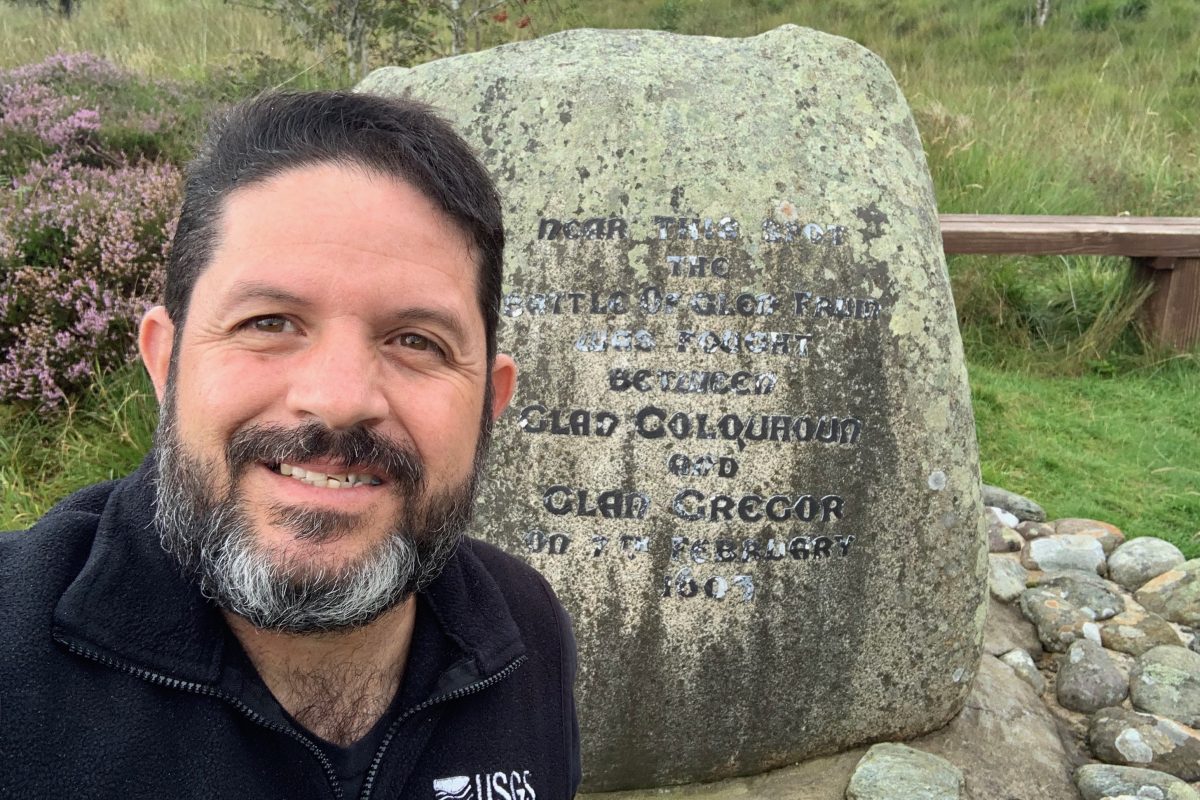 NEAR THIS SPOT
THE
BATTLE OF GLEN FRUIN
WAS FOUGHT
BETWEEN
CLAN COLQUHOUN
AND
CLAN GREGOR
ON 7TH FEBRUARY
1603
USGS